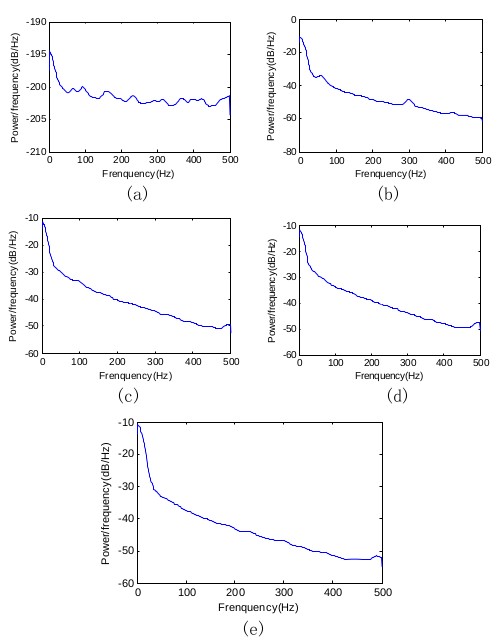 -190
-195
-200
-205
-210
Power/frequency(dB/Hz)
0 100 200 300 400 500
Frenquency(Hz)
(a)
0
-20
-40
-60
-80
Power/frequency(dB/Hz)
0 100 200 300 400 500
Frenquency(Hz)
(b)
-10
-20
-30
-40
-50
-60
Power/frequency(dB/Hz)
0 100 200 300 400 500
Frenquency(Hz)
(c)
-10
-20
-30
-40
-50
-60
Power/frequency(dB/Hz)
0 100 200 300 400 500
Frenquency(Hz)
(d)
-10
-20
-30
-40
-50
-60
Power/frequency(dB/Hz)
0 100 200 300 400 500
Frenquency(Hz)
(e)